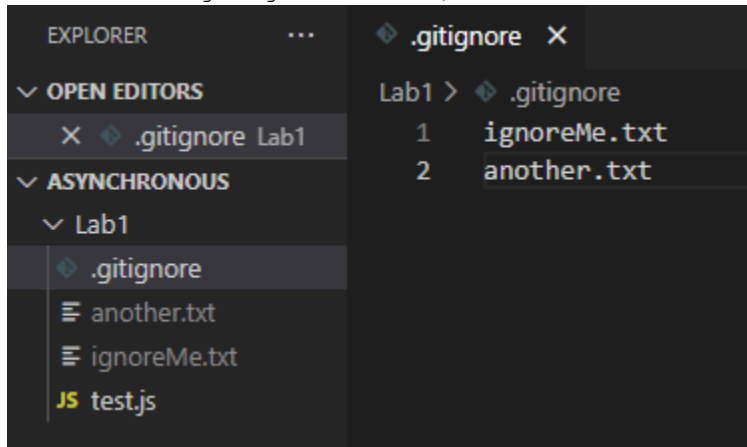 EXPLORER ...
OPEN EDITORS
.gitignore Lab1
ASYNCHRONOUS
Lab1
.gitignore
another.txt
ignoreMe.txt
JS test.js
.gitignore
Lab1 > .gitignore
1 ignoreMe.txt
2 another.txt